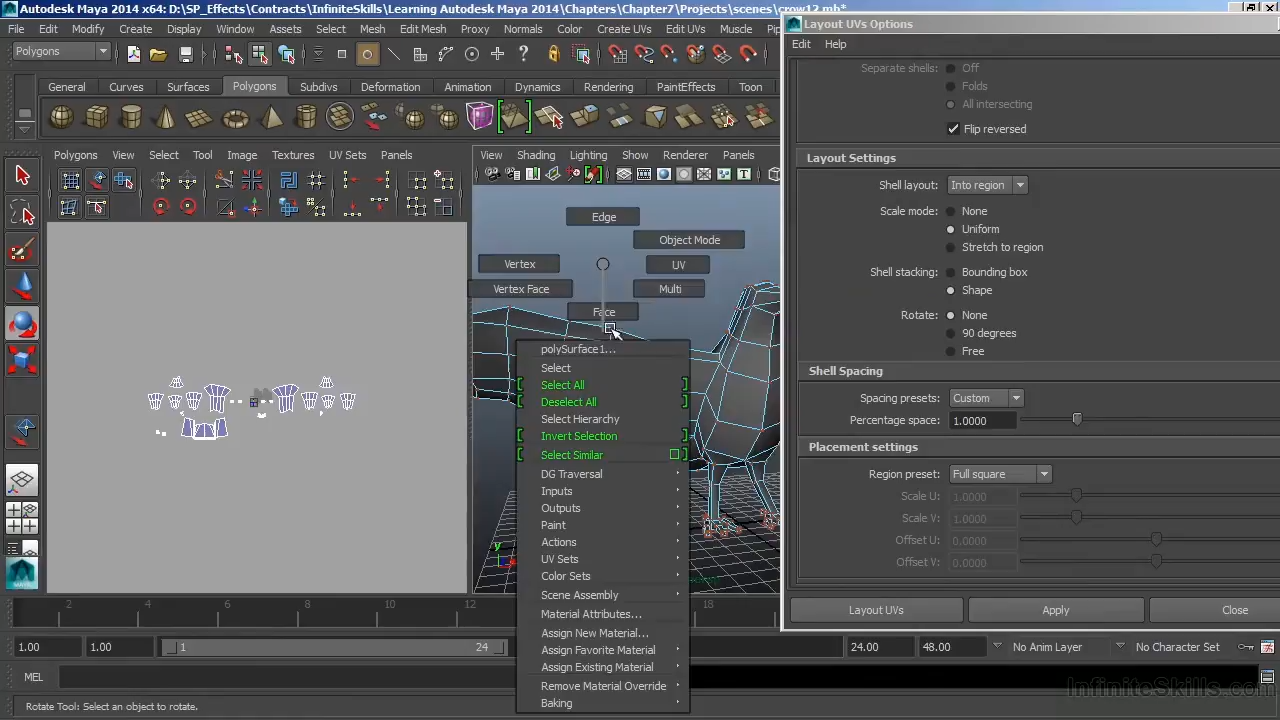 Autodesk Maya 2014 x64: D:\SP_Effects\Contracts\InfiniteSkills\Learning Autodesk Maya 2014\Chapters\Chapter7\Projects\scenes\crow12.mb*
Layout UVs Options
File Edit Modify Create Display Window Assets Select Mesh Edit Mesh Proxy Normals Color Create UVs Edit UVs Muscle
Edit Help
Polygons
Separate shells: Off
Folds
All intersecting
Flip reversed
General Curves Surfaces Polygons Subdivs Deformation Animation Dynamics Rendering PaintEffects Toon
Layout Settings
Polygons View Select Tool Image Textures UV Sets Panels
View Shading Lighting Show Renderer Panels
Shell layout: Into region
Scale mode: None
Uniform
Stretch to region
Shell stacking: Bounding box
Shape
Rotate: None
90 degrees
Free
Edge
Object Mode
Vertex
UV
Vertex Face
Multi
Face
polySurface1...
Select
Select All
Deselect All
Select Hierarchy
Invert Selection
Select Similar
DG Traversal
Inputs
Outputs
Paint
Actions
UV Sets
Color Sets
Scene Assembly
Material Attributes...
Assign New Material...
Assign Favorite Material
Assign Existing Material
Remove Material Override
Baking
Shell Spacing
Spacing presets: Custom
Percentage space: 1.0000
Placement settings
Region preset: Full square
Scale U: 1.0000
Scale V: 1.0000
Offset U: 0.0000
Offset V: 0.0000
Layout UVs Apply Close
y
2 4 6 8 10 12 18
1.00 1.00 1 24 24.00 48.00 No Anim Layer No Character Set
MEL
InfiniteSkills.com
Rotate Tool: Select an object to rotate.